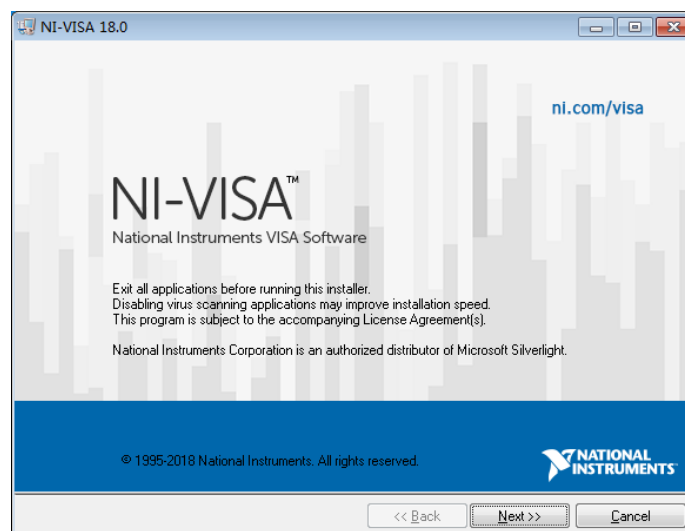 NI-VISA 18.0
ni.com/visa
NI-VISA™
National Instruments VISA Software
Exit all applications before running this installer.
Disabling virus scanning applications may improve installation speed.
This program is subject to the accompanying License Agreement(s).
National Instruments Corporation is an authorized distributor of Microsoft Silverlight.
© 1995-2018 National Instruments. All rights reserved.
NATIONAL
INSTRUMENTS
<< Back
Next >>
Cancel